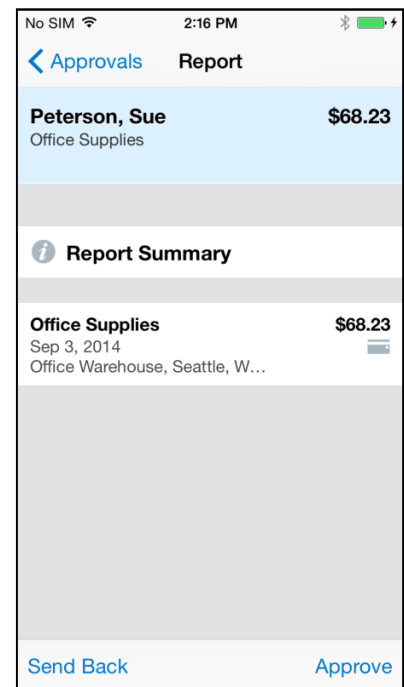 No SIM 2:16 PM
Approvals Report
Peterson, Sue $68.23
Office Supplies
i Report Summary
Office Supplies $68.23
Sep 3, 2014
Office Warehouse, Seattle, W...
Send Back Approve